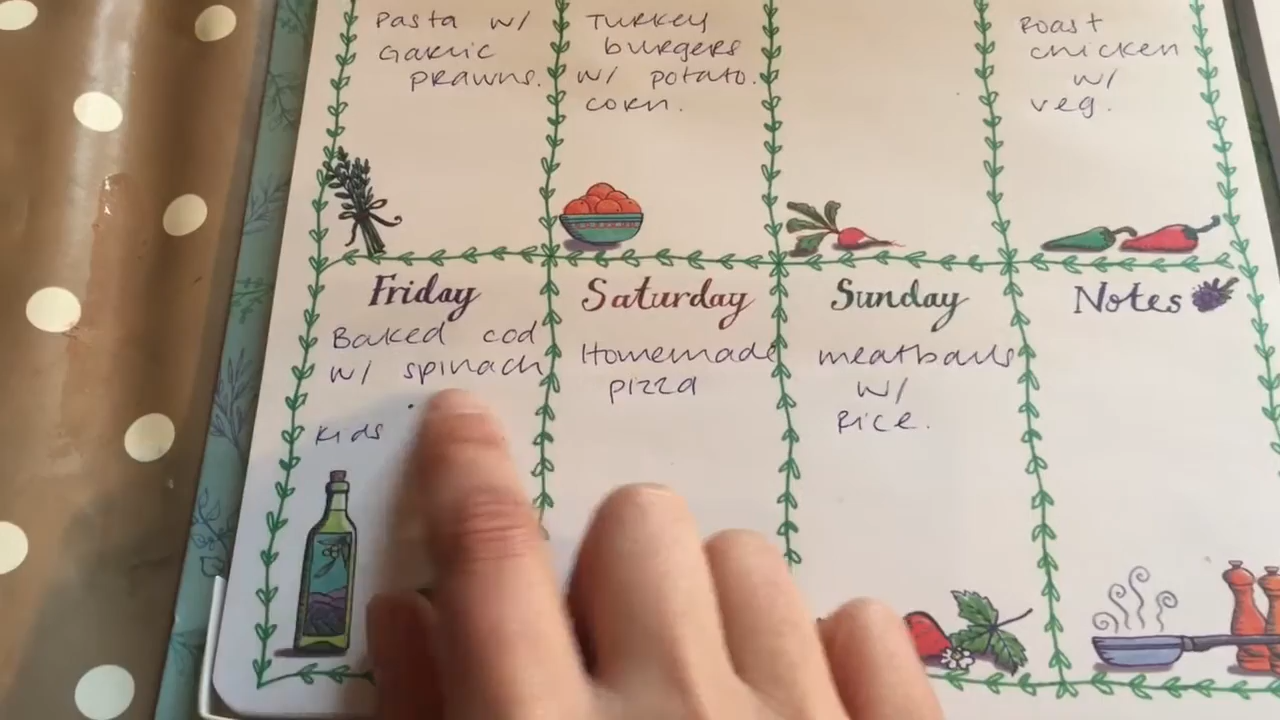 Pasta w/
Garlic
prawns.
Turkey
burgers
w/ potato.
corn.
Roast
chicken
w/
veg.
Friday
Baked cod
w/ spinach
Kids
Saturday
Homemade
pizza
Sunday
meatballs
w/
Rice.
Notes